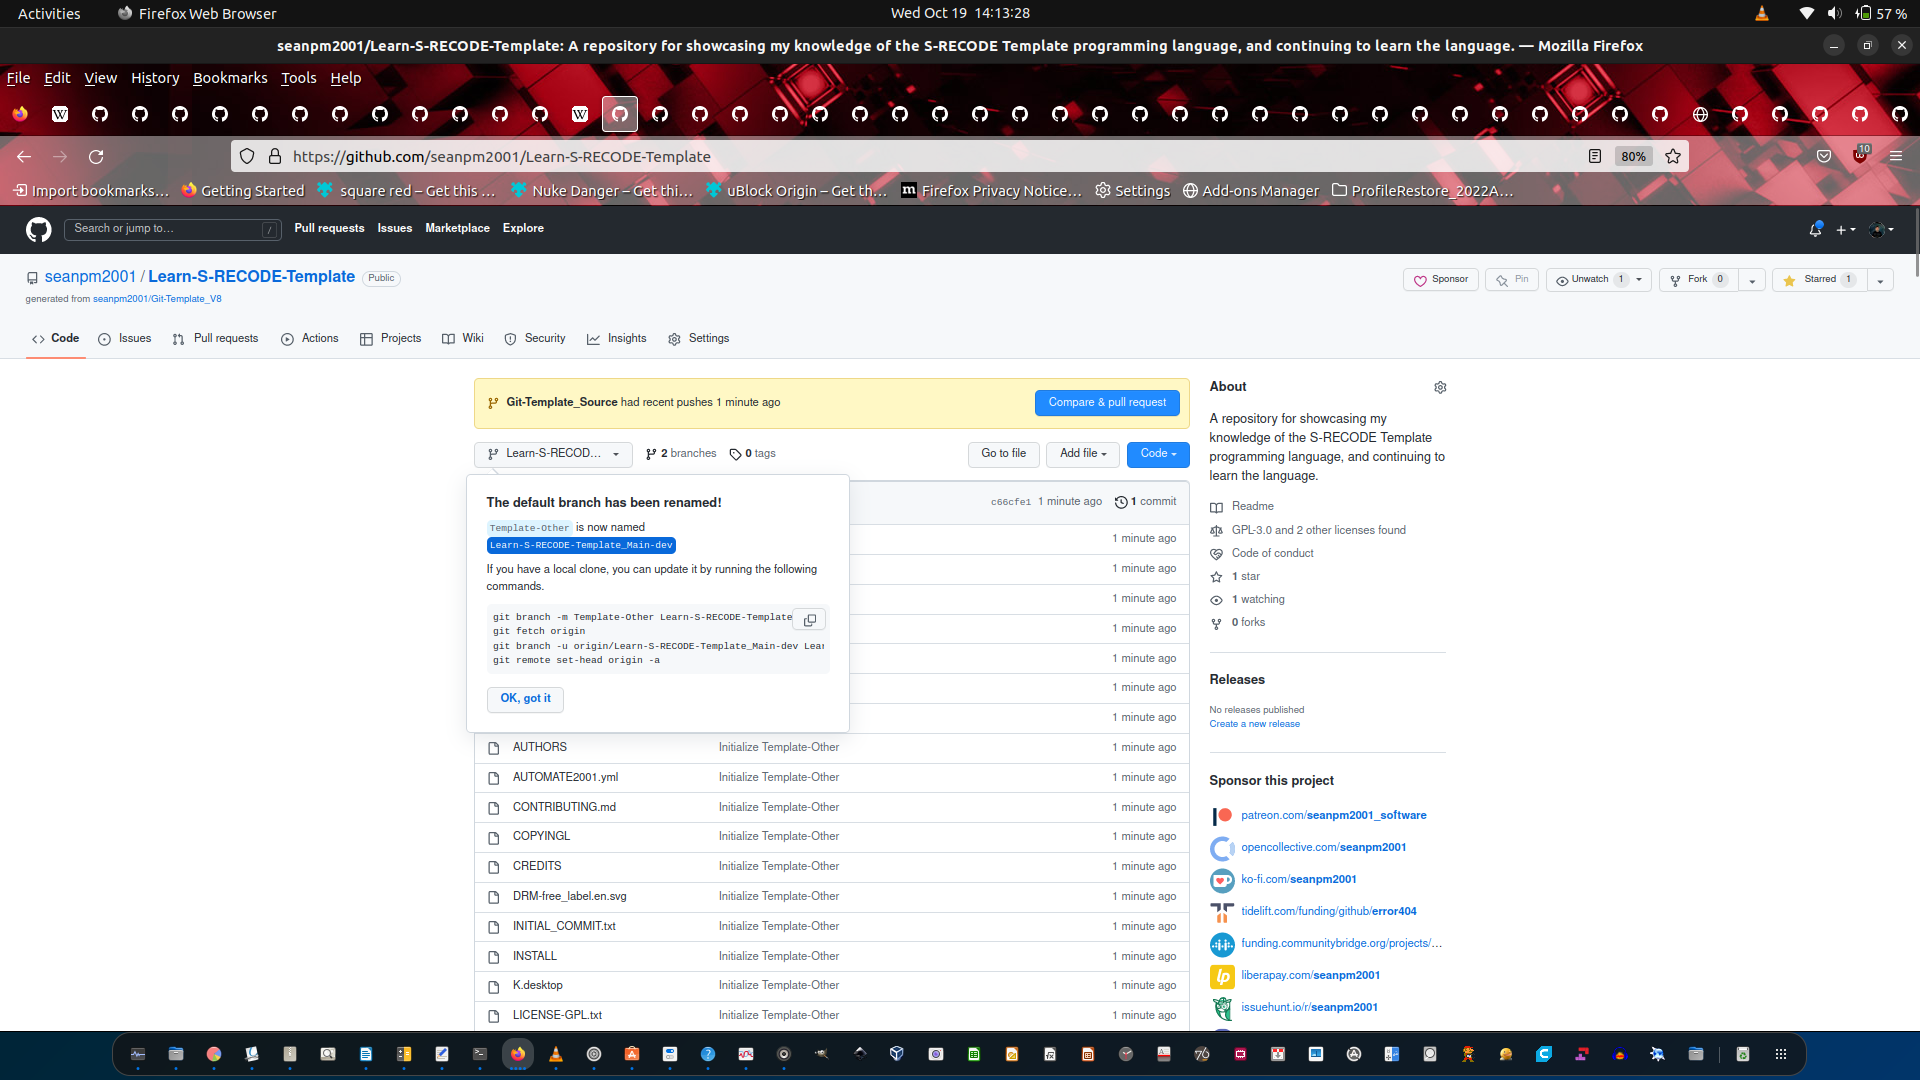 Activities
Firefox Web Browser
Wed Oct 19 14:13:28
57 %
seanpm2001/Learn-S-RECODE-Template: A repository for showcasing my knowledge of the S-RECODE Template programming language, and continuing to learn the language. — Mozilla Firefox
File Edit View History Bookmarks Tools Help
https://github.com/seanpm2001/Learn-S-RECODE-Template
80%
10
Import bookmarks…
Getting Started
square red – Get this …
Nuke Danger – Get thi…
uBlock Origin – Get th…
Firefox Privacy Notice…
Settings
Add-ons Manager
ProfileRestore_2022A…
Search or jump to…
/
Pull requests
Issues
Marketplace
Explore
seanpm2001 / Learn-S-RECODE-Template
Public
generated from seanpm2001/Git-Template_V8
Sponsor
Pin
Unwatch 1
Fork 0
Starred 1
Code
Issues
Pull requests
Actions
Projects
Wiki
Security
Insights
Settings
Git-Template_Source had recent pushes 1 minute ago
Compare & pull request
Learn-S-RECOD…
2 branches
0 tags
Go to file
Add file
Code
The default branch has been renamed!
Template-Other is now named
Learn-S-RECODE-Template_Main-dev
If you have a local clone, you can update it by running the following
commands.
git branch -m Template-Other Learn-S-RECODE-Template
git fetch origin
git branch -u origin/Learn-S-RECODE-Template_Main-dev Lear
git remote set-head origin -a
OK, got it
c66cfe1 1 minute ago
1 commit
1 minute ago
1 minute ago
1 minute ago
1 minute ago
1 minute ago
1 minute ago
1 minute ago
AUTHORS Initialize Template-Other 1 minute ago
AUTOMATE2001.yml Initialize Template-Other 1 minute ago
CONTRIBUTING.md Initialize Template-Other 1 minute ago
COPYINGL Initialize Template-Other 1 minute ago
CREDITS Initialize Template-Other 1 minute ago
DRM-free_label.en.svg Initialize Template-Other 1 minute ago
INITIAL_COMMIT.txt Initialize Template-Other 1 minute ago
INSTALL Initialize Template-Other 1 minute ago
K.desktop Initialize Template-Other 1 minute ago
LICENSE-GPL.txt Initialize Template-Other 1 minute ago
About
A repository for showcasing my
knowledge of the S-RECODE Template
programming language, and continuing to
learn the language.
Readme
GPL-3.0 and 2 other licenses found
Code of conduct
1 star
1 watching
0 forks
Releases
No releases published
Create a new release
Sponsor this project
patreon.com/seanpm2001_software
opencollective.com/seanpm2001
ko-fi.com/seanpm2001
tidelift.com/funding/github/error404
funding.communitybridge.org/projects/…
liberapay.com/seanpm2001
issuehunt.io/r/seanpm2001